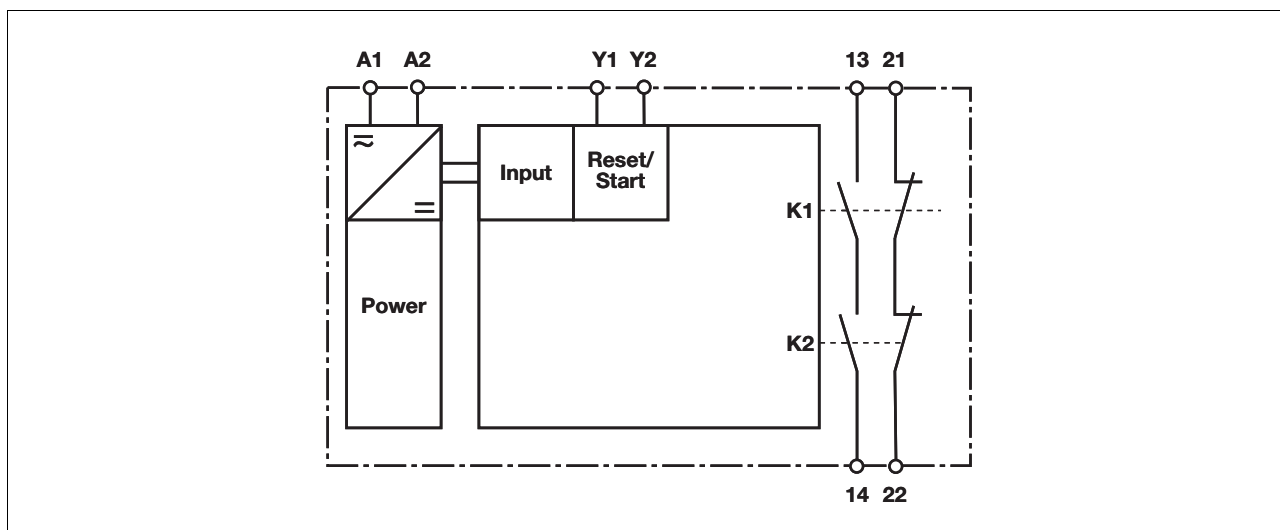 A1 A2 Y1 Y2 13 21
Input
Reset/
Start
K1
Power
K2
14 22